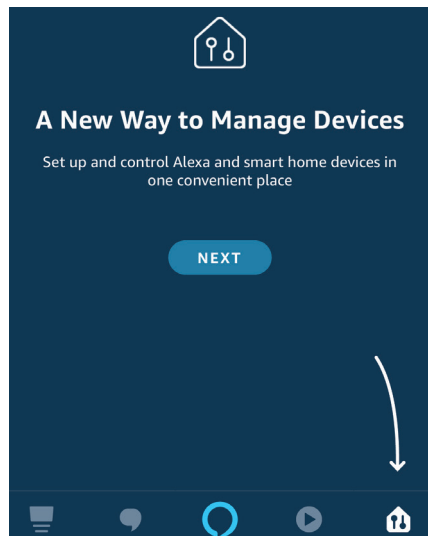 A New Way to Manage Devices
Set up and control Alexa and smart home devices in
one convenient place
NEXT